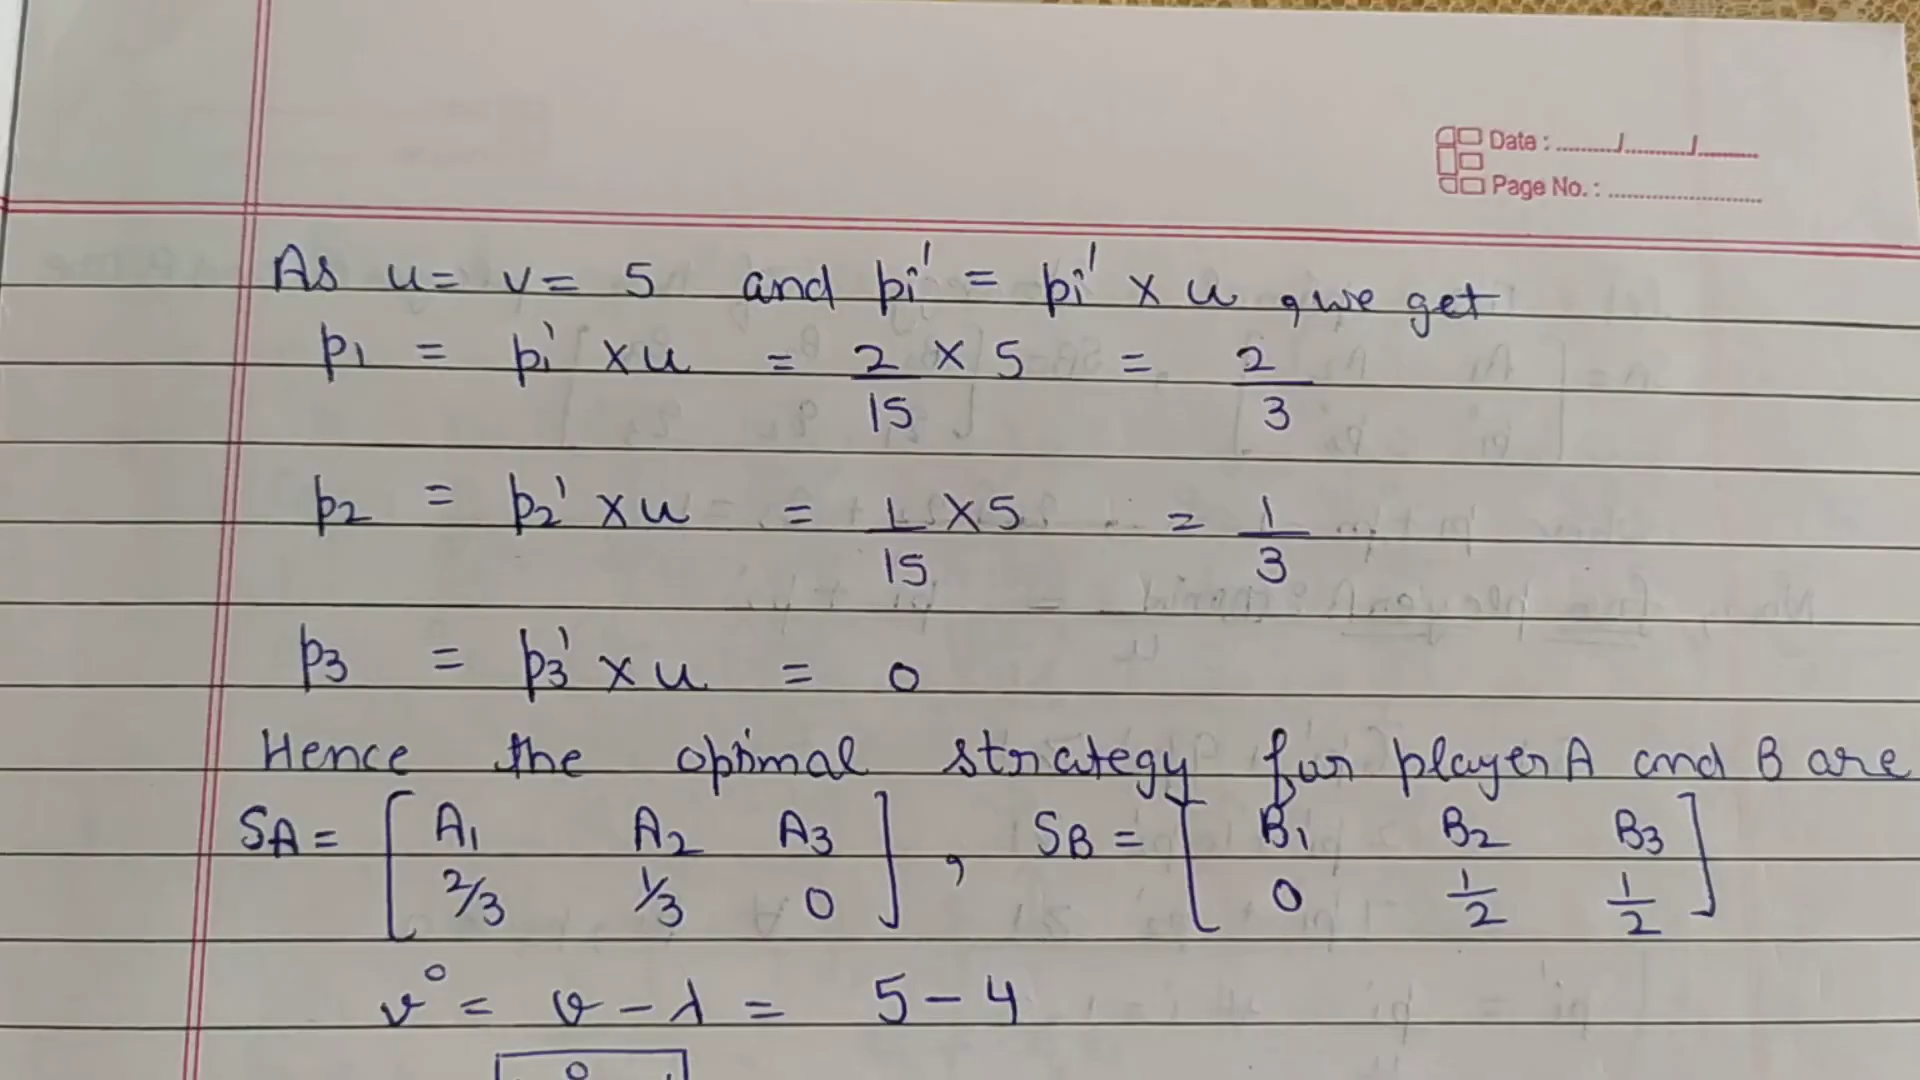 Date : ......../......../........
Page No. : ........................
As u = v = 5 and pi' = pi' × u , we get
p1 = pi' × u = 2/15 × 5 = 2/3
p2 = p2' × u = 1/15 × 5 = 1/3
p3 = p3' × u = 0
Hence the optimal strategy for player A and B are
SA = [ A1 A2 A3 ] , SB = [ B1 B2 B3 ]
[ 2/3 1/3 0 ] [ 0 1/2 1/2 ]
v° = v - λ = 5 - 4